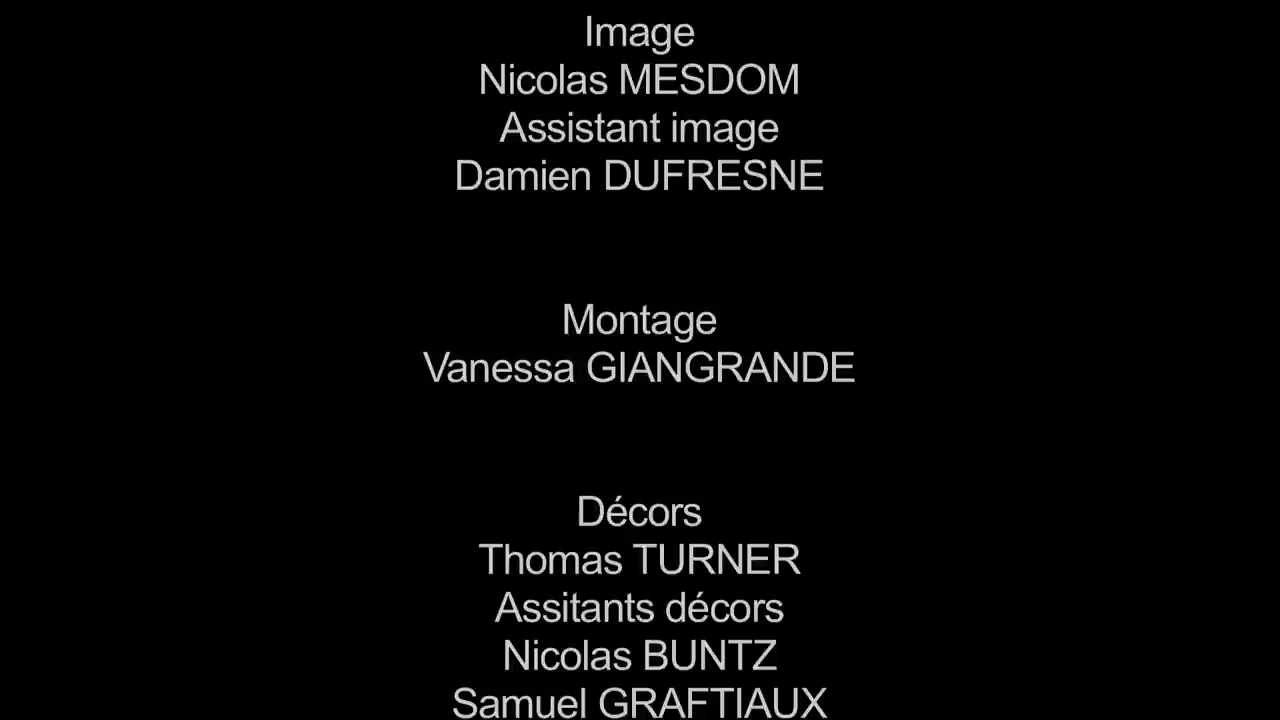 Image
Nicolas MESDOM
Assistant image
Damien DUFRESNE
Montage
Vanessa GIANGRANDE
Décors
Thomas TURNER
Assitants décors
Nicolas BUNTZ
Samuel GRAFTIAUX